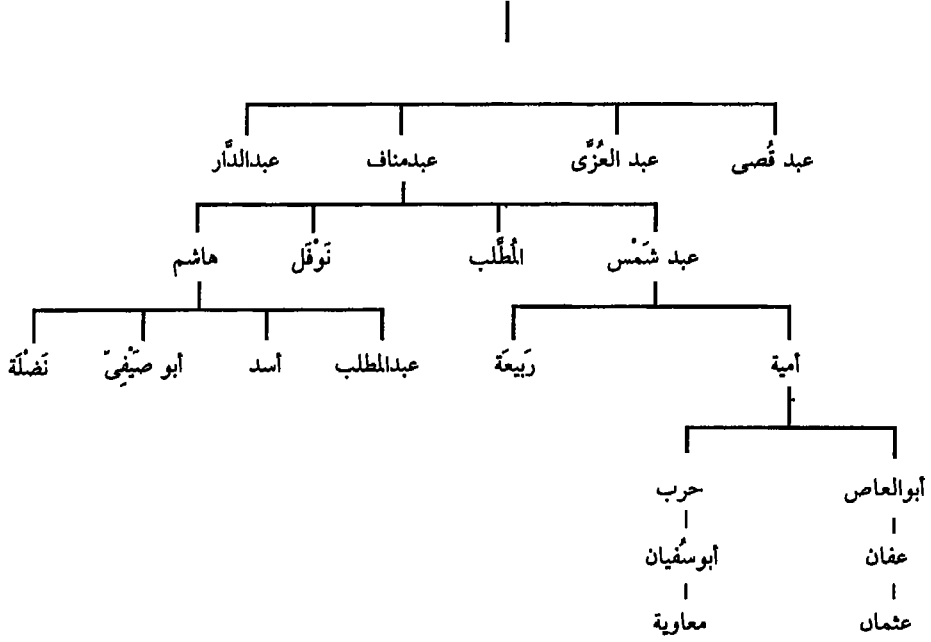 عبد قُصى عبد العُزَّى عبدمناف عبدالدَّار
عبد شَمْس المُطَّلب نَوْفَل هاشم
أمية رَبيعَة عبدالمطلب أسد أبو صَيْفِىّ نَضْلَة
أبوالعاص حرب
عفان أبوسُفيان
عثمان معاوية